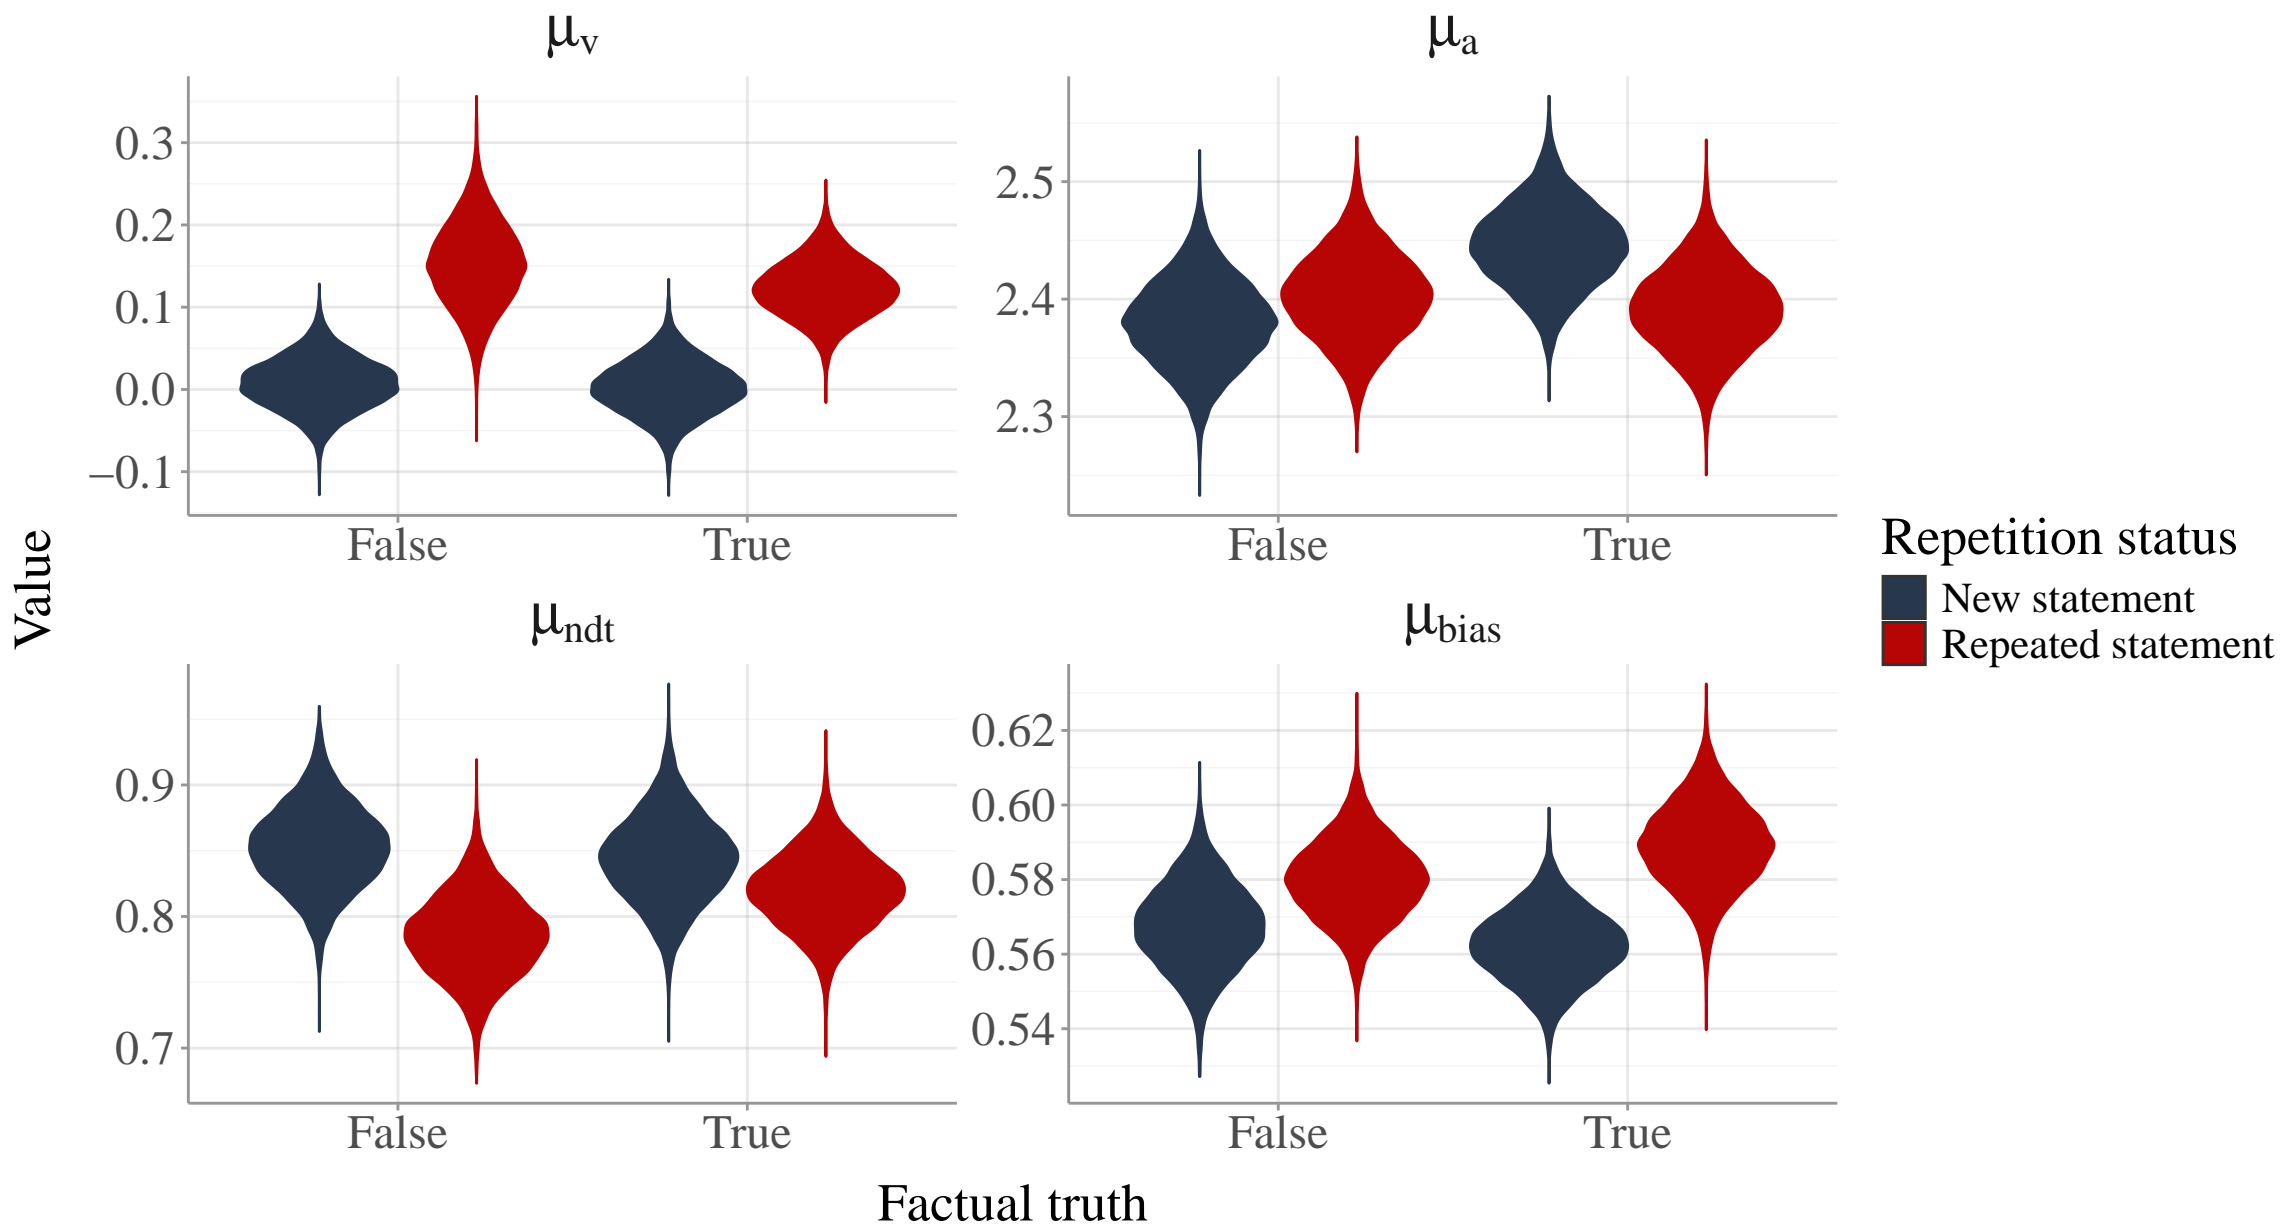 μv
μa
0.3
0.2
0.1
0.0
−0.1
2.5
2.4
2.3
False
True
False
True
Value
Repetition status
New statement
Repeated statement
μndt
μbias
0.9
0.8
0.7
0.62
0.60
0.58
0.56
0.54
False
True
False
True
Factual truth